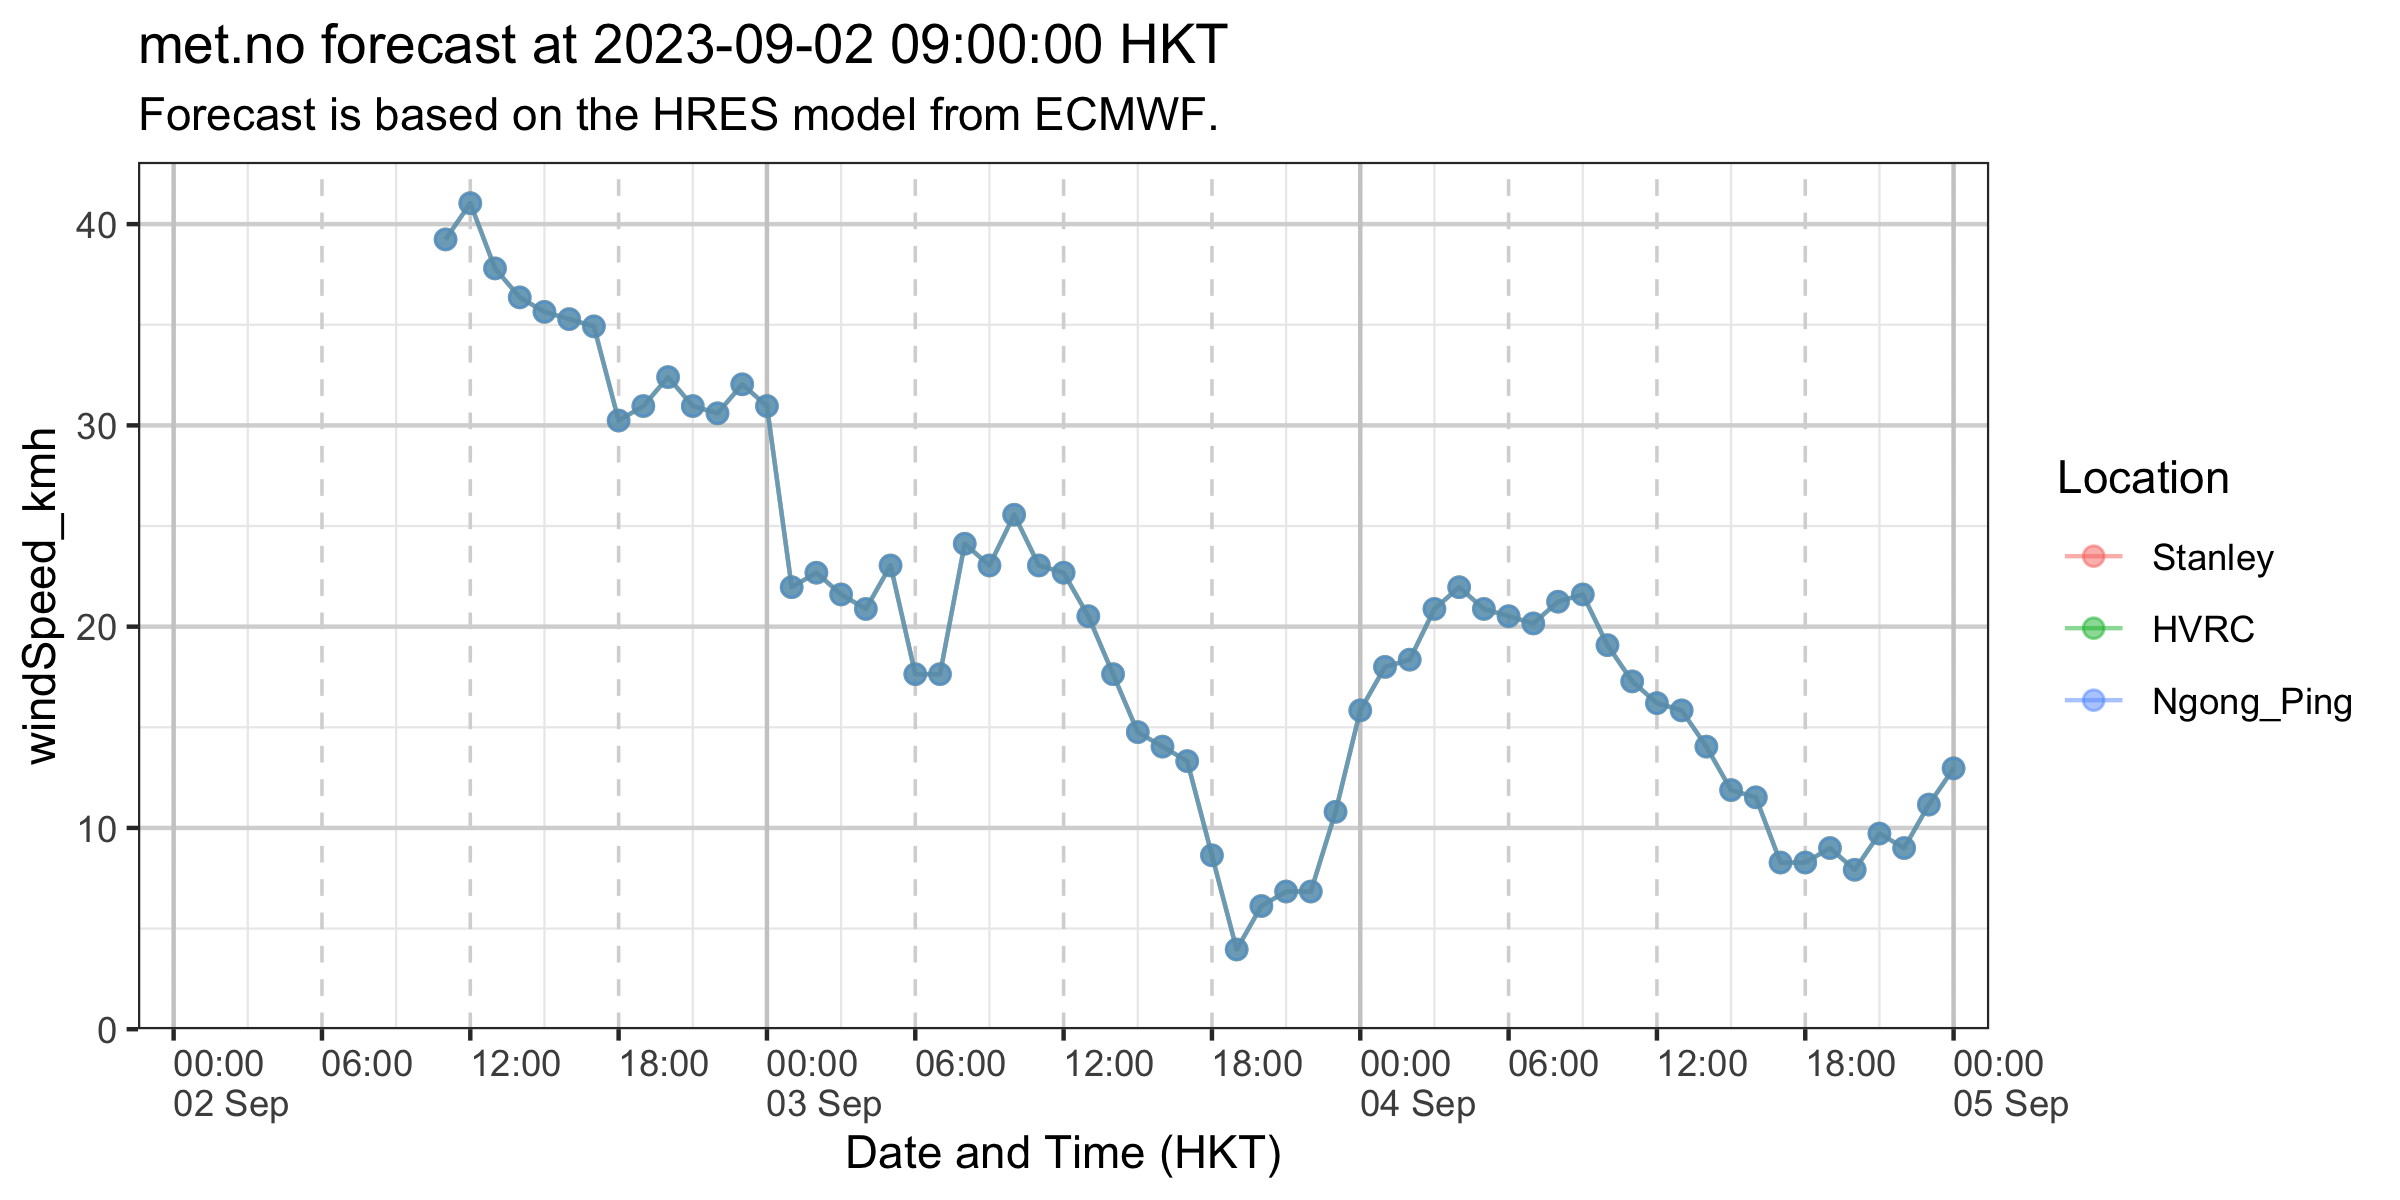 met.no forecast at 2023-09-02 09:00:00 HKT
Forecast is based on the HRES model from ECMWF.
windSpeed_kmh
40
30
20
10
0
00:00 06:00 12:00 18:00 00:00 06:00 12:00 18:00 00:00 06:00 12:00 18:00 00:00
02 Sep 03 Sep 04 Sep 05 Sep
Date and Time (HKT)
Location
Stanley
HVRC
Ngong_Ping